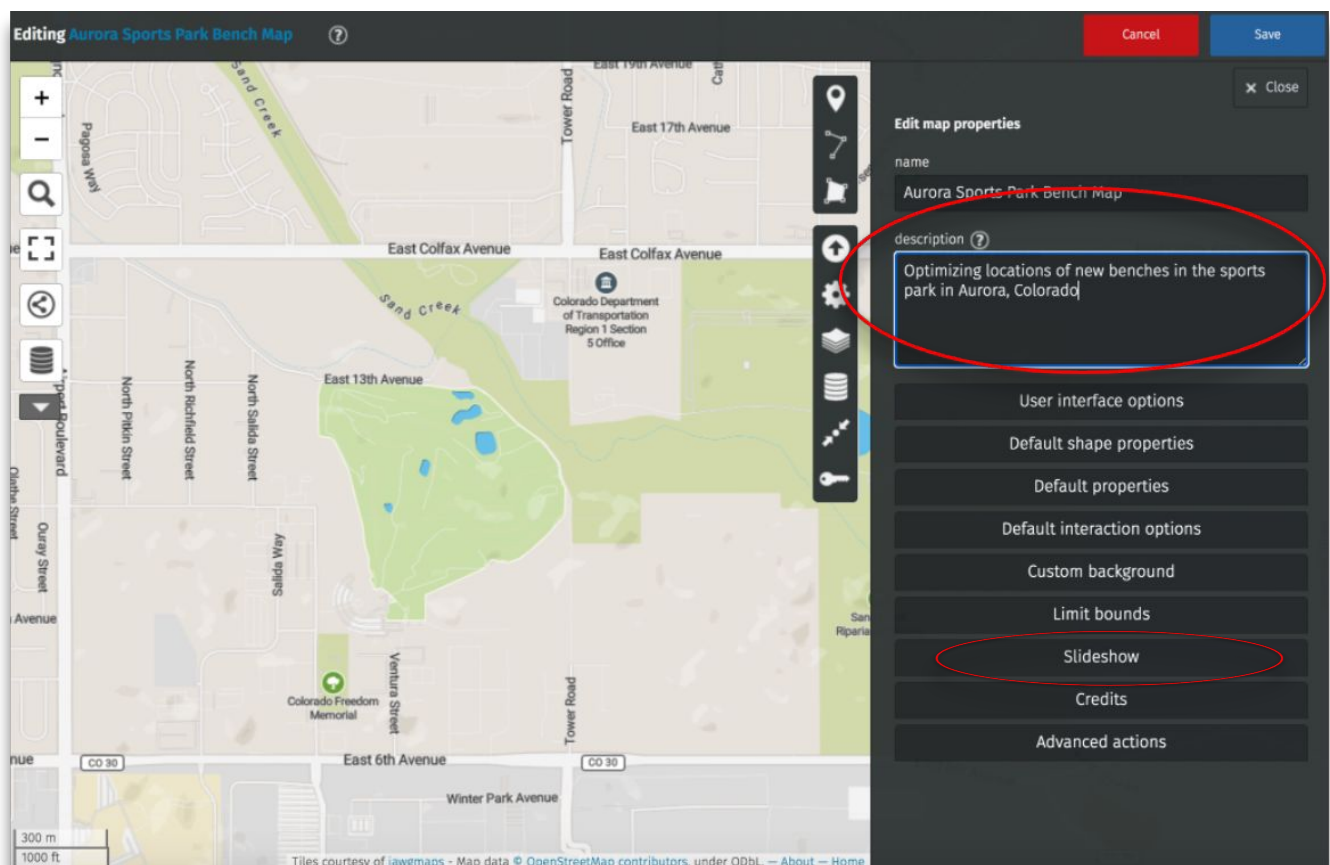 Editing Aurora Sports Park Bench Map ?
Cancel
Save
× Close
Edit map properties
name
Aurora Sports Park Bench Map
description ?
Optimizing locations of new benches in the sports
park in Aurora, Colorado
User interface options
Default shape properties
Default properties
Default interaction options
Custom background
Limit bounds
Slideshow
Credits
Advanced actions
+
−
Sand Creek
East 19th Avenue
Tower Road
East 17th Avenue
Pagosa Way
East Colfax Avenue
East Colfax Avenue
Sand Creek
Colorado Department
of Transportation
Region 1 Section
5 Office
East 13th Avenue
Airport Boulevard
North Pitkin Street
North Richfield Street
North Salida Street
Olathe Street
Ouray Street
Salida Way
Avenue
Ventura Street
Colorado Freedom
Memorial
Tower Road
East 6th Avenue
CO 30
CO 30
Winter Park Avenue
300 m
1000 ft
Tiles courtesy of jawgmaps - Map data © OpenStreetMap contributors, under ODbL. — About — Home